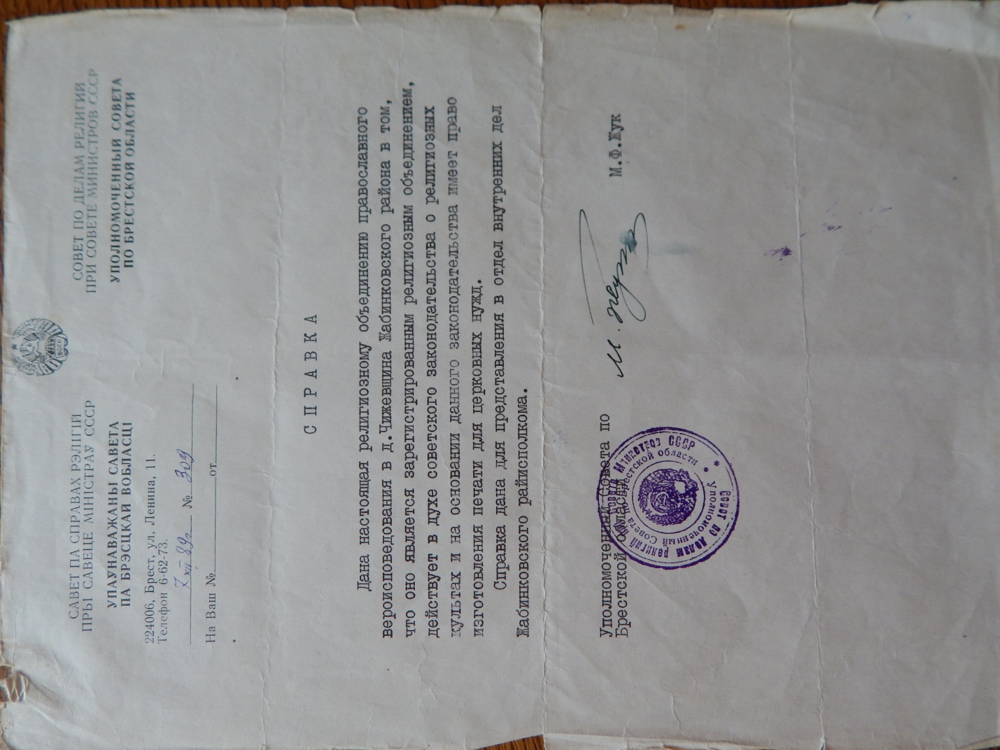 БССР
САВЕТ ПА СПРАВАХ РЭЛІГІЙ
ПРЫ САВЕЦЕ МІНІСТРАУ СССР
УПАУНАВАЖАНЫ САВЕТА
ПА БРЭСЦКАЙ ВОБЛАСЦІ
СОВЕТ ПО ДЕЛАМ РЕЛИГИЙ
ПРИ СОВЕТЕ МИНИСТРОВ СССР
УПОЛНОМОЧЕННЫЙ СОВЕТА
ПО БРЕСТСКОЙ ОБЛАСТИ
224006, Брест, ул. Ленина, 11.
Телефон 6-62-73.
7 XII 89г № 309
На Ваш № от
СПРАВКА
Дана настоящая религиозному объединению православного
вероисповедования в д.Чижевщина Жабинковского района в том,
что оно является зарегистрированным религиозным объединением,
действует в духе советского законодательства о религиозных
культах и на основании данного законодательства имеет право
изготовления печати для церковных нужд.
Справка дана для представления в отдел внутренних дел
Жабинковского райисполкома.
Уполномоченный Совета по
Брестской области
М.Ф.Жук
Совет по делам религий при Совете Министров СССР
Уполномоченный Совета по Брестской области